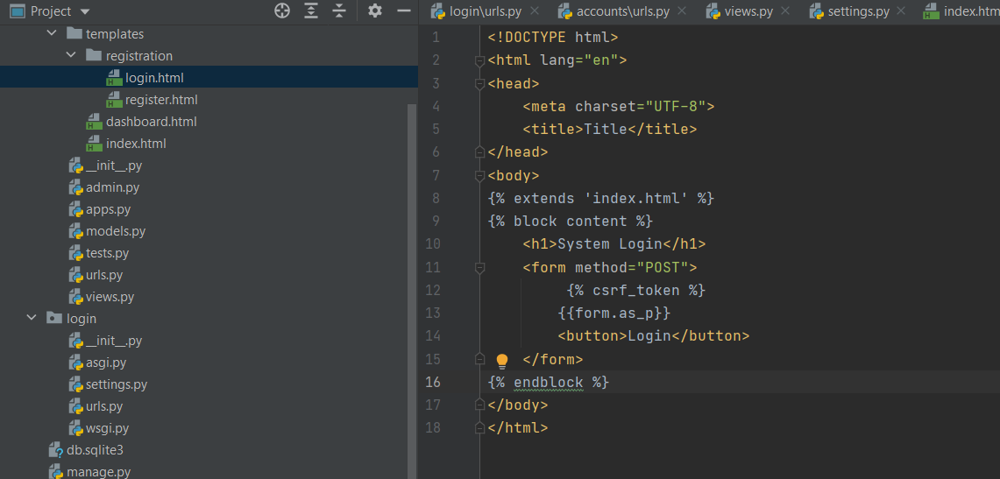 Project
templates
registration
login.html
register.html
dashboard.html
index.html
__init__.py
admin.py
apps.py
models.py
tests.py
urls.py
views.py
login
__init__.py
asgi.py
settings.py
urls.py
wsgi.py
db.sqlite3
manage.py
login\urls.py accounts\urls.py views.py settings.py index.htm
1 <!DOCTYPE html>
2 <html lang="en">
3 <head>
4 <meta charset="UTF-8">
5 <title>Title</title>
6 </head>
7 <body>
8 {% extends 'index.html' %}
9 {% block content %}
10 <h1>System Login</h1>
11 <form method="POST">
12 {% csrf_token %}
13 {{form.as_p}}
14 <button>Login</button>
15 </form>
16 {% endblock %}
17 </body>
18 </html>